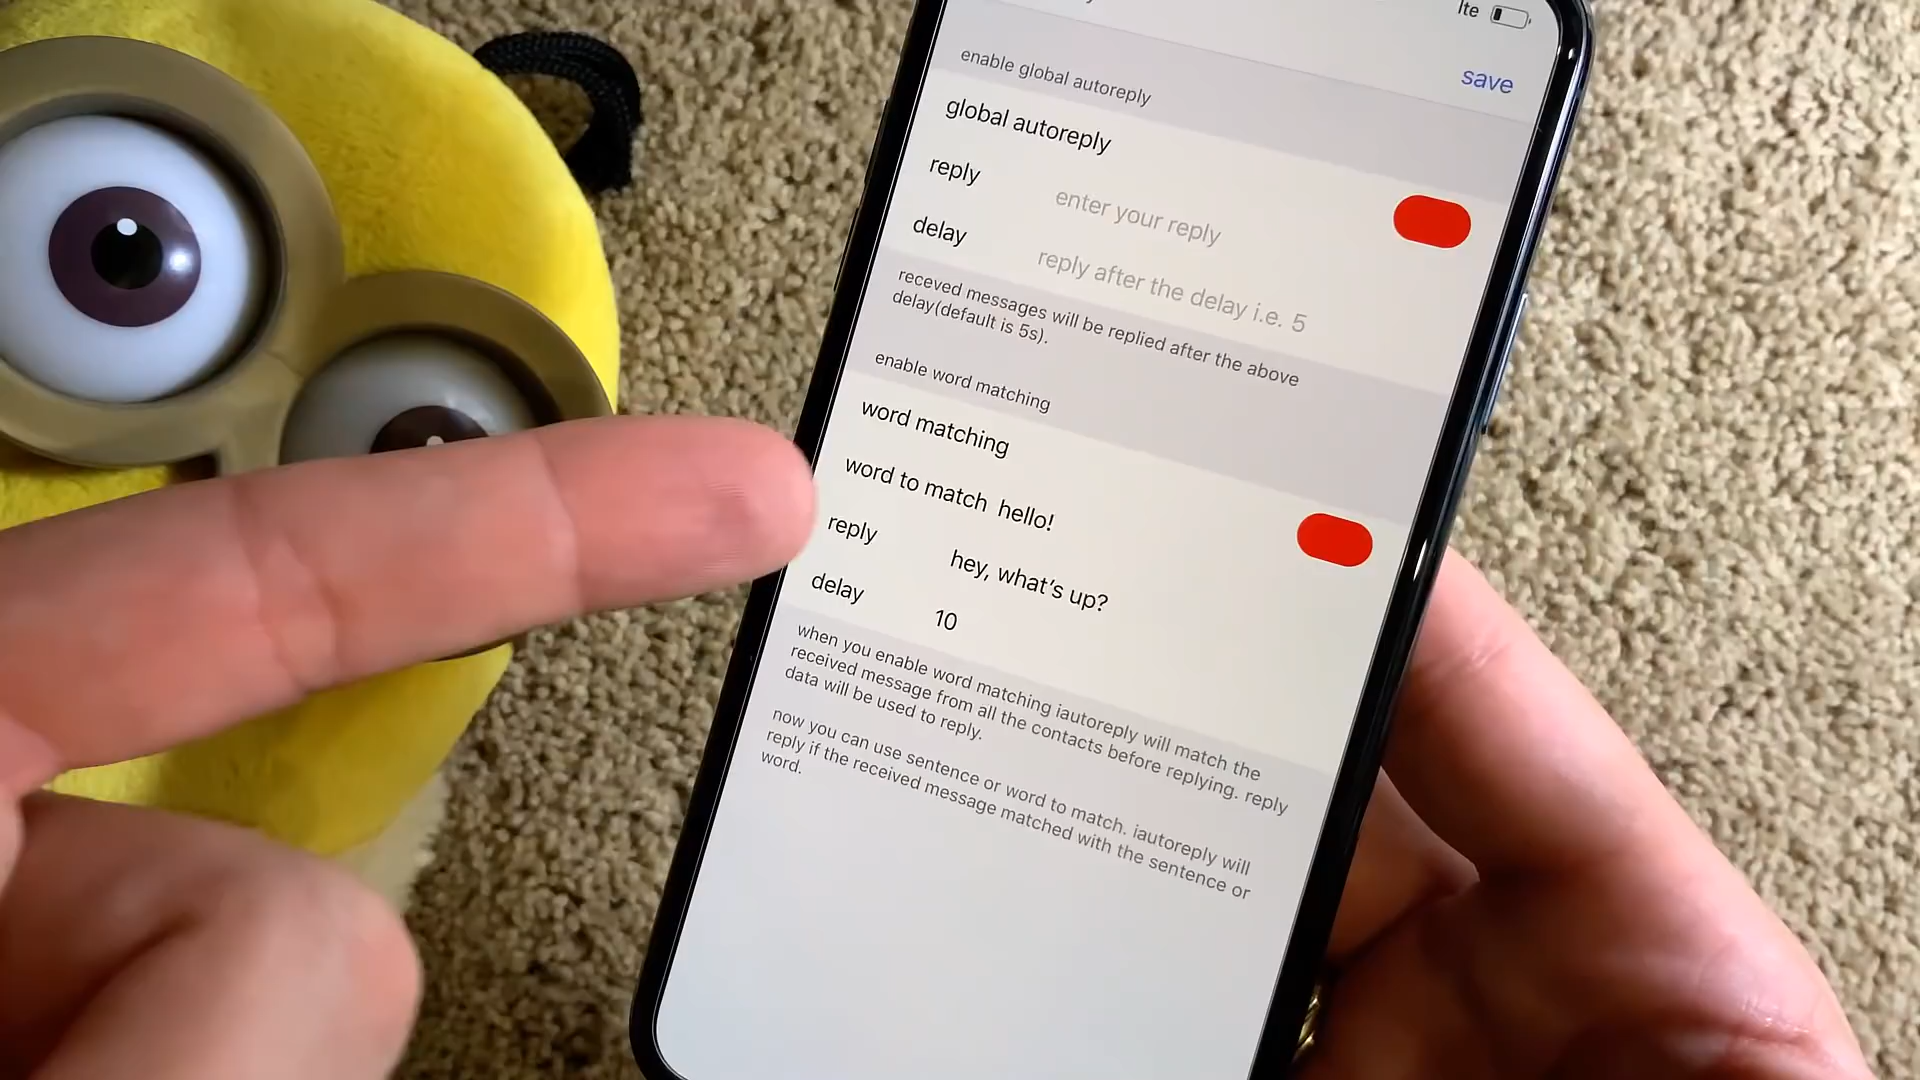 lte
save
enable global autoreply
global autoreply
reply enter your reply
delay reply after the delay i.e. 5
receved messages will be replied after the above
delay(default is 5s).
enable word matching
word matching
word to match hello!
reply hey, what's up?
delay 10
when you enable word matching iautoreply will match the
received message from all the contacts before replying. reply
data will be used to reply.
now you can use sentence or word to match. iautoreply will
reply if the received message matched with the sentence or
word.